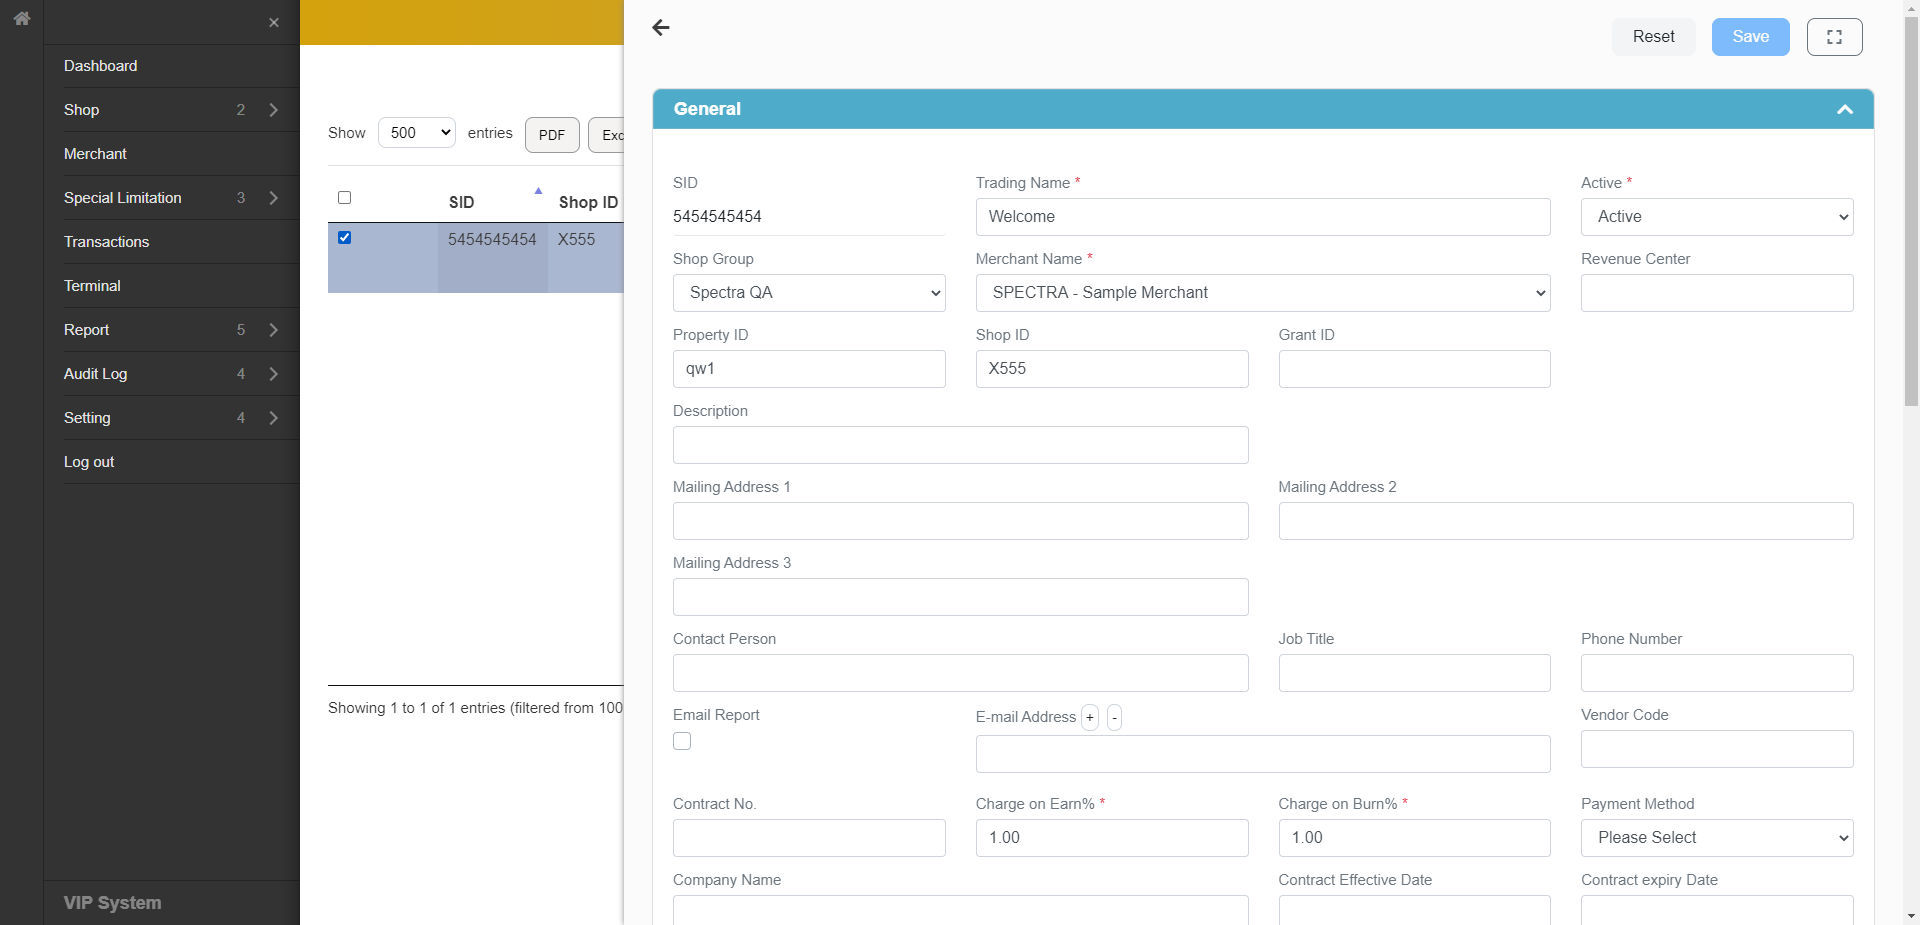 ×
Dashboard
Shop 2
Merchant
Special Limitation 3
Transactions
Terminal
Report 5
Audit Log 4
Setting 4
Log out
VIP System
Show 500 entries PDF Exc
SID Shop ID
5454545454 X555
Showing 1 to 1 of 1 entries (filtered from 100
Reset Save
General
SID Trading Name * Active *
5454545454 Welcome Active
Shop Group Merchant Name * Revenue Center
Spectra QA SPECTRA - Sample Merchant
Property ID Shop ID Grant ID
qw1 X555
Description
Mailing Address 1 Mailing Address 2
Mailing Address 3
Contact Person Job Title Phone Number
Email Report E-mail Address + - Vendor Code
Contract No. Charge on Earn% * Charge on Burn% * Payment Method
1.00 1.00 Please Select
Company Name Contract Effective Date Contract expiry Date